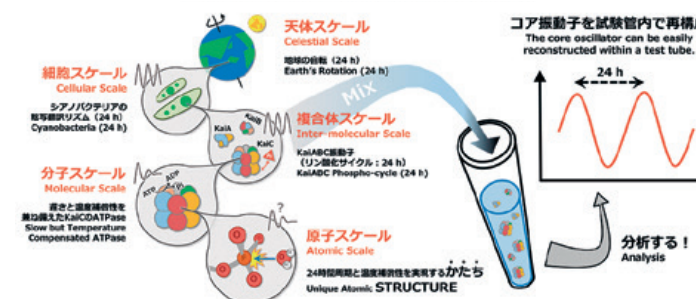 天体スケール
Celestial Scale
地球の自転 (24 h)
Earth's Rotation (24 h)
細胞スケール
Cellular Scale
シアノバクテリアの
転写翻訳リズム (24 h)
Cyanobacteria (24 h)
KaiA
KaiB
KaiC
複合体スケール
Inter-molecular Scale
KaiABC振動子
(リン酸化サイクル : 24 h)
KaiABC Phospho-cycle (24 h)
分子スケール
Molecular Scale
ATP
ADP
+Pi
遅さと温度補償性を
兼ね備えたKaiCのATPase
Slow but Temperature
Compensated ATPase
?
原子スケール
Atomic Scale
24時間周期と温度補償性を実現するかたち
Unique Atomic STRUCTURE
Mix
コア振動子を試験管内で再構成
The core oscillator can be easily
reconstructed within a test tube.
24 h
分析する！
Analysis